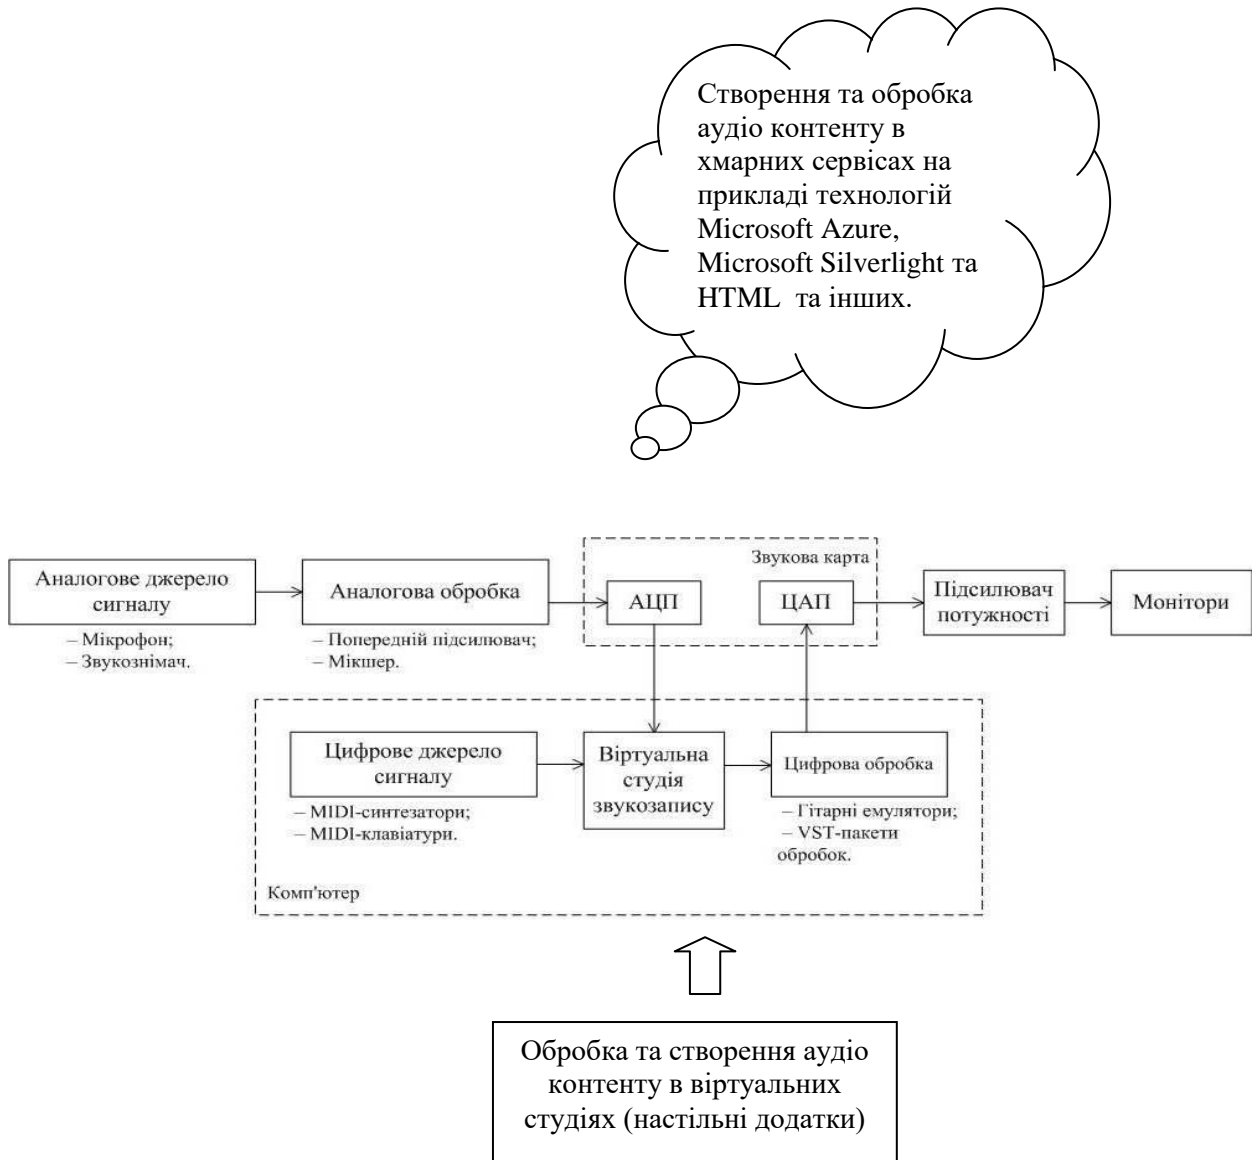 Створення та обробка
аудіо контенту в
хмарних сервісах на
прикладі технологій
Microsoft Azure,
Microsoft Silverlight та
HTML та інших.
Звукова карта
Аналогове джерело
сигналу
– Мікрофон;
– Звукознімач.
Аналогова обробка
– Попередній підсилювач;
– Мікшер.
АЦП
ЦАП
Підсилювач
потужності
Монітори
Цифрове джерело
сигналу
– MIDI-синтезатори;
– MIDI-клавіатури.
Віртуальна
студія
звукозапису
Цифрова обробка
– Гітарні емулятори;
– VST-пакети
обробок.
Комп'ютер
Обробка та створення аудіо
контенту в віртуальних
студіях (настільні додатки)